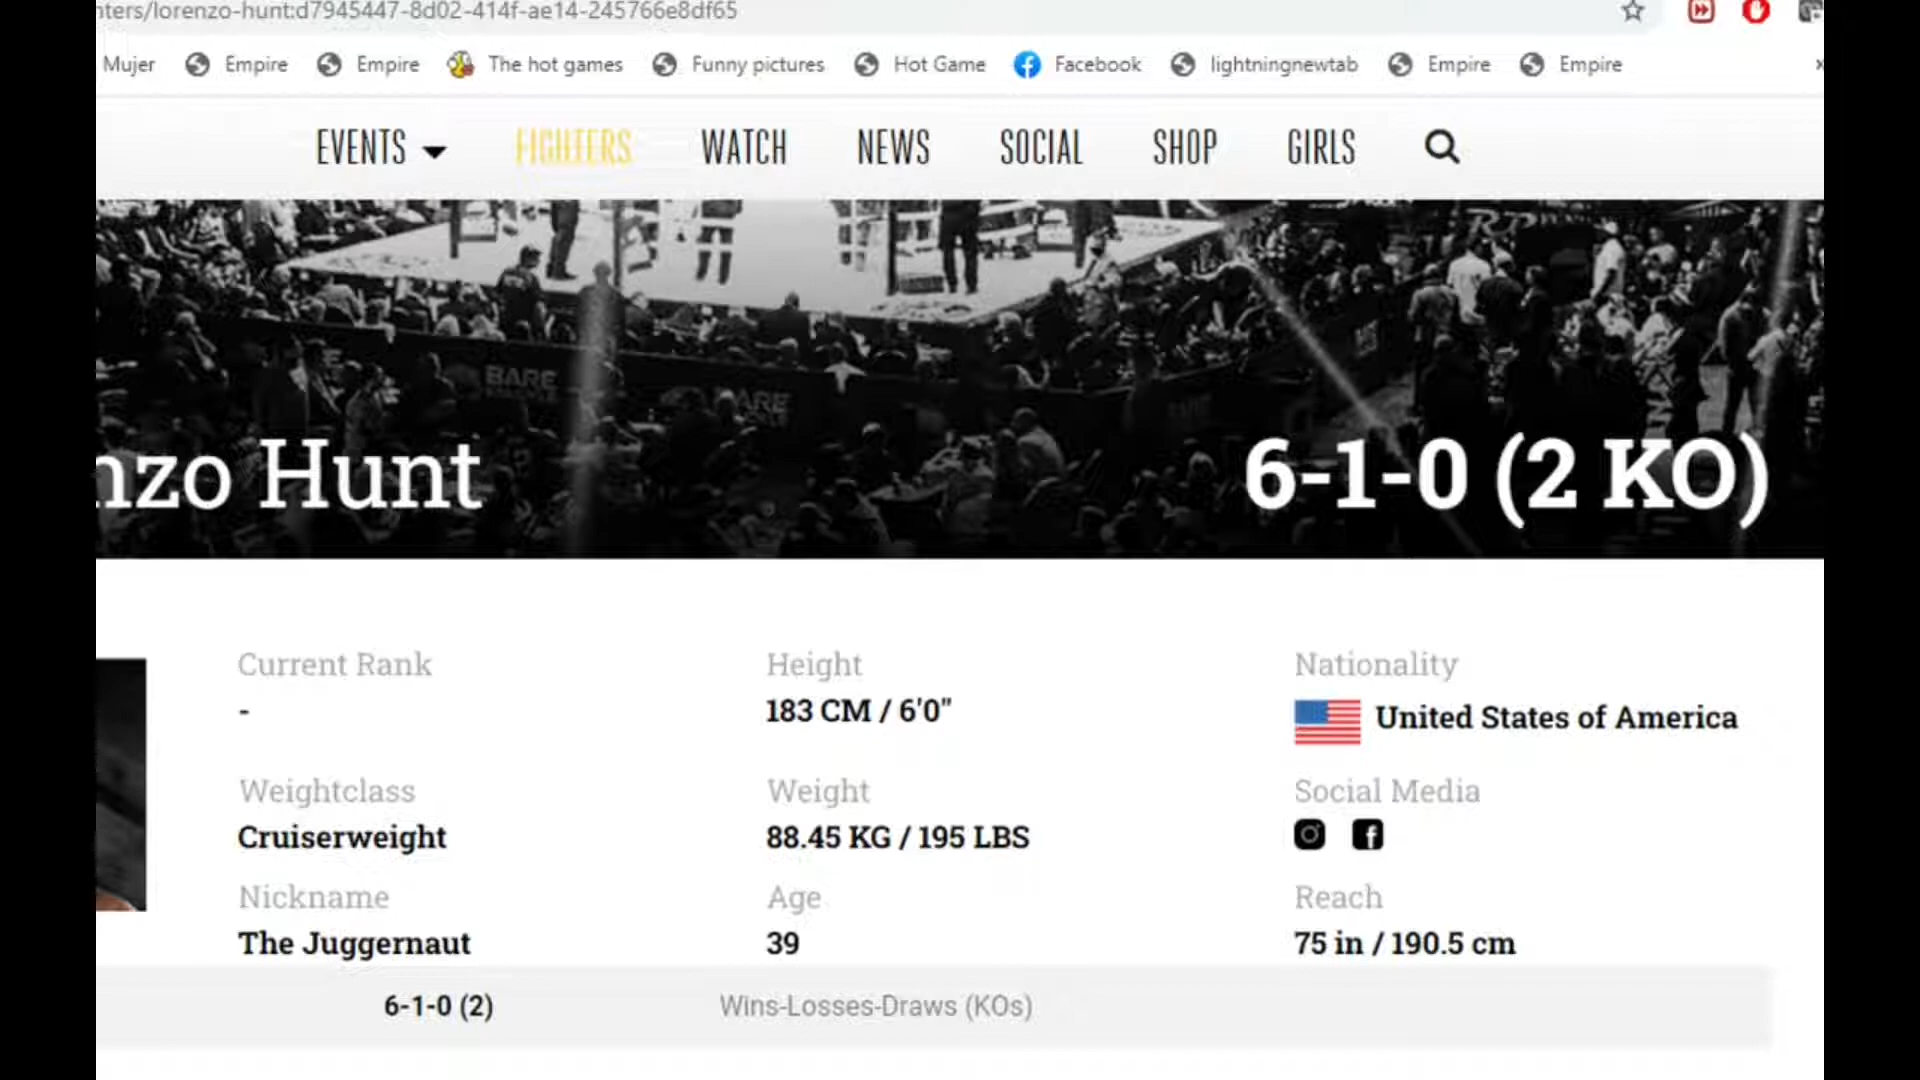 nters/lorenzo-hunt:d7945447-8d02-414f-ae14-245766e8df65
Mujer Empire Empire The hot games Funny pictures Hot Game Facebook lightningnewtab Empire Empire
EVENTS FIGHTERS WATCH NEWS SOCIAL SHOP GIRLS
BARE
ARE
nzo Hunt 6-1-0 (2 KO)
Current Rank Height Nationality
- 183 CM / 6'0" United States of America
Weightclass Weight Social Media
Cruiserweight 88.45 KG / 195 LBS
Nickname Age Reach
The Juggernaut 39 75 in / 190.5 cm
6-1-0 (2) Wins-Losses-Draws (KOs)